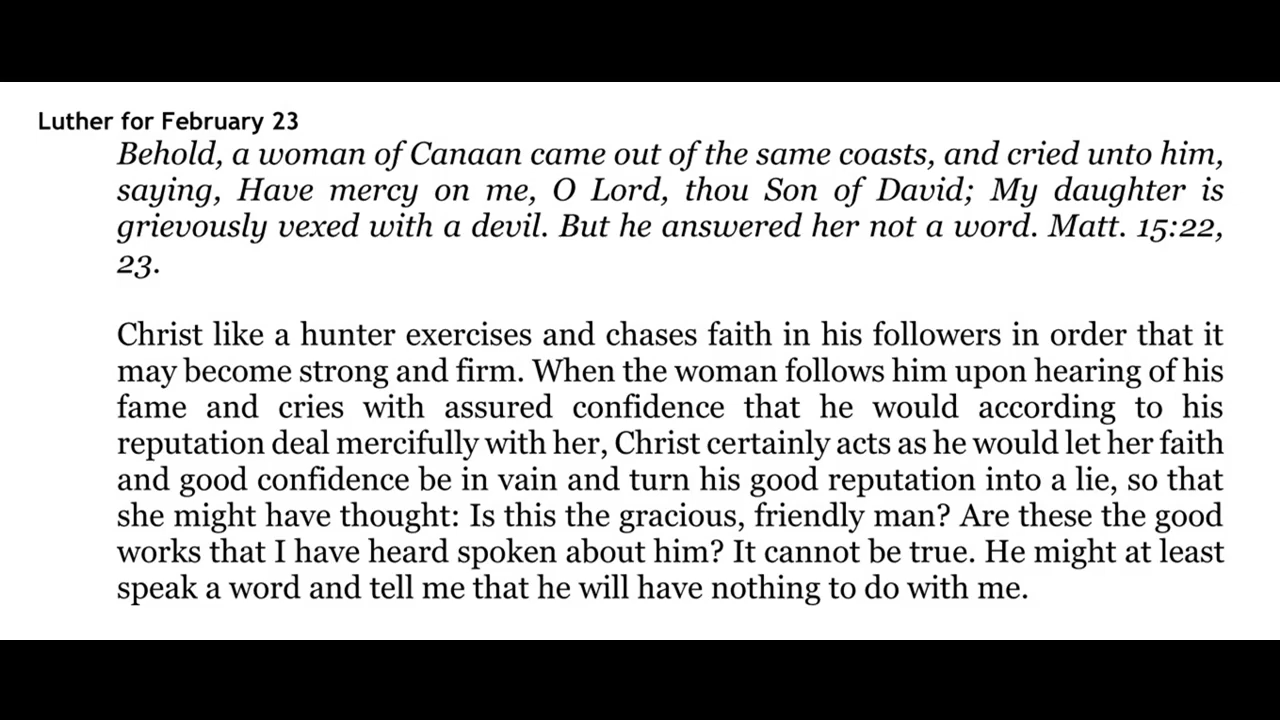 Luther for February 23
Behold, a woman of Canaan came out of the same coasts, and cried unto him,
saying, Have mercy on me, O Lord, thou Son of David; My daughter is
grievously vexed with a devil. But he answered her not a word. Matt. 15:22,
23.
Christ like a hunter exercises and chases faith in his followers in order that it
may become strong and firm. When the woman follows him upon hearing of his
fame and cries with assured confidence that he would according to his
reputation deal mercifully with her, Christ certainly acts as he would let her faith
and good confidence be in vain and turn his good reputation into a lie, so that
she might have thought: Is this the gracious, friendly man? Are these the good
works that I have heard spoken about him? It cannot be true. He might at least
speak a word and tell me that he will have nothing to do with me.